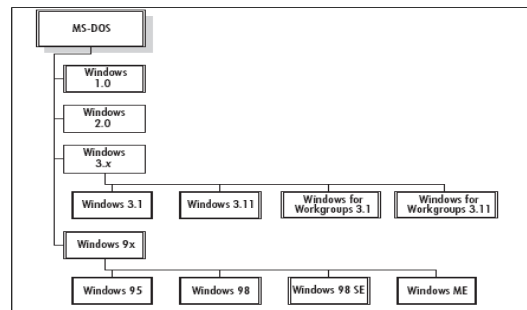 MS-DOS
Windows
1.0
Windows
2.0
Windows
3.x
Windows 3.1
Windows 3.11
Windows for
Workgroups 3.1
Windows for
Workgroups 3.11
Windows 9x
Windows 95
Windows 98
Windows 98 SE
Windows ME